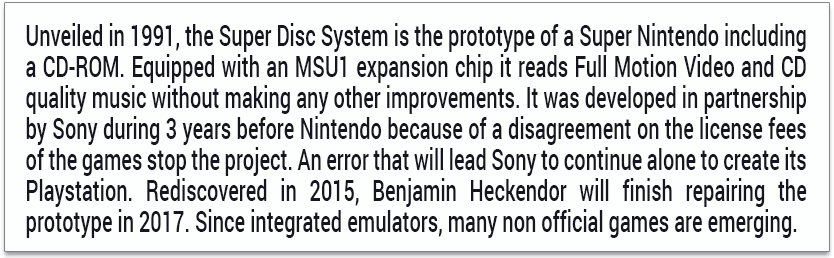 Unveiled in 1991, the Super Disc System is the prototype of a Super Nintendo including
a CD-ROM. Equipped with an MSU1 expansion chip it reads Full Motion Video and CD
quality music without making any other improvements. It was developed in partnership
by Sony during 3 years before Nintendo because of a disagreement on the license fees
of the games stop the project. An error that will lead Sony to continue alone to create its
Playstation. Rediscovered in 2015, Benjamin Heckendor will finish repairing the
prototype in 2017. Since integrated emulators, many non official games are emerging.